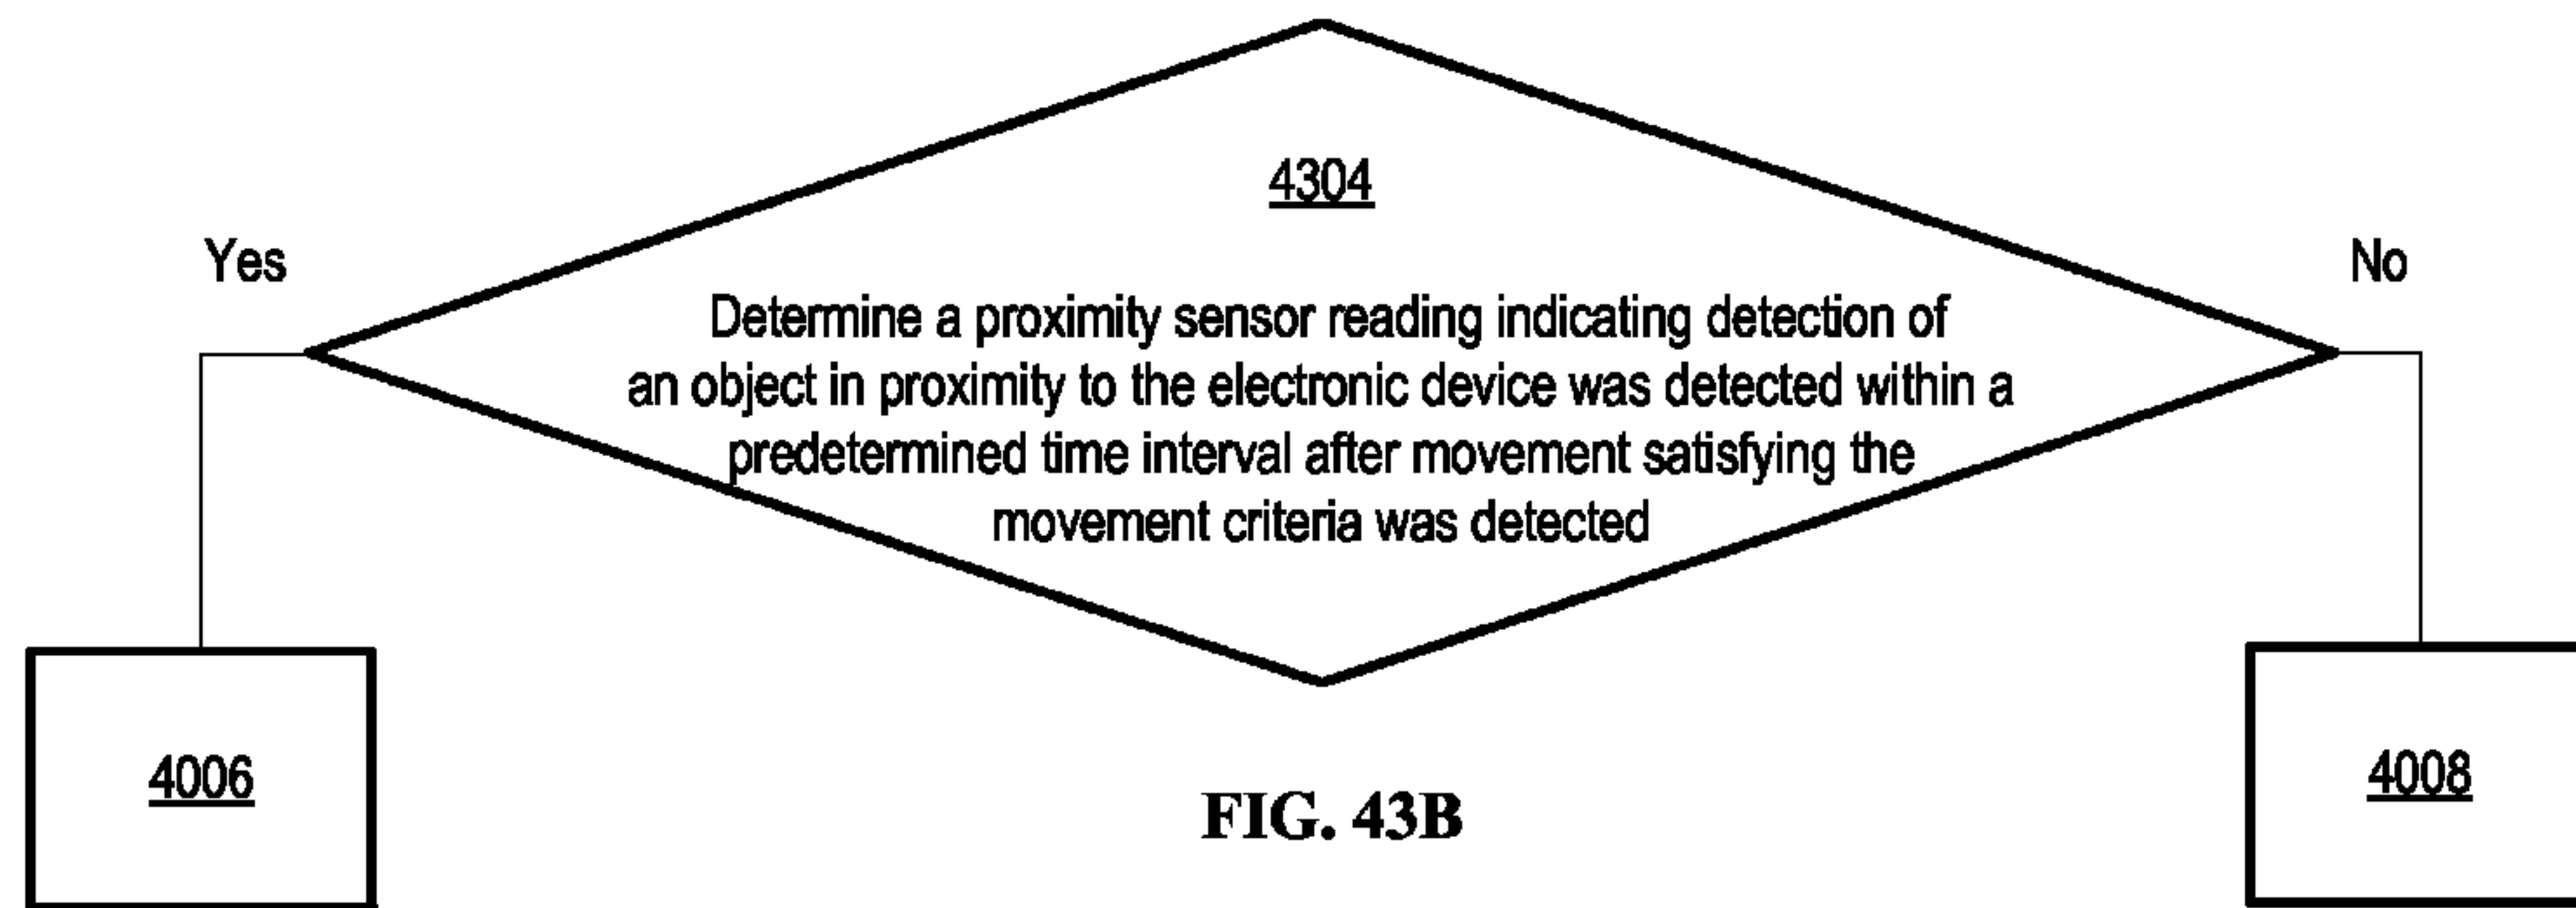 4304
Yes
No
Determine a proximity sensor reading indicating detection of
an object in proximity to the electronic device was detected within a
predetermined time interval after movement satisfying the
movement criteria was detected
4006
4008
FIG. 43B